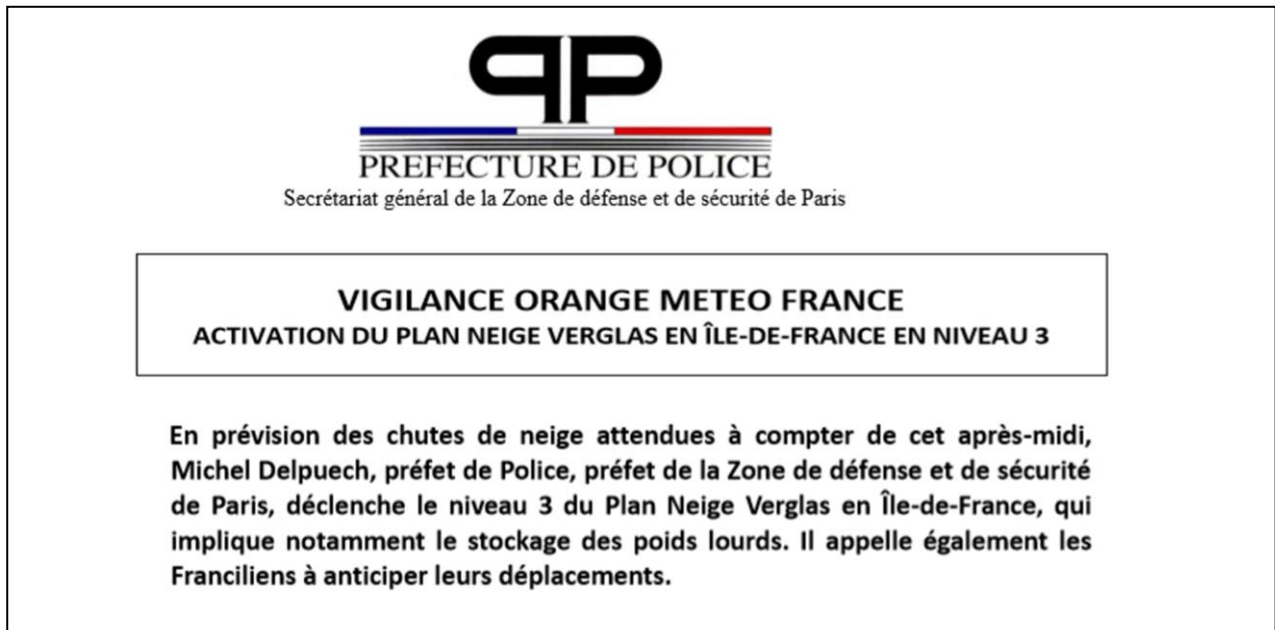 PP
PREFECTURE DE POLICE
Secrétariat général de la Zone de défense et de sécurité de Paris
VIGILANCE ORANGE METEO FRANCE
ACTIVATION DU PLAN NEIGE VERGLAS EN ÎLE-DE-FRANCE EN NIVEAU 3
En prévision des chutes de neige attendues à compter de cet après-midi,
Michel Delpuech, préfet de Police, préfet de la Zone de défense et de sécurité
de Paris, déclenche le niveau 3 du Plan Neige Verglas en Île-de-France, qui
implique notamment le stockage des poids lourds. Il appelle également les
Franciliens à anticiper leurs déplacements.